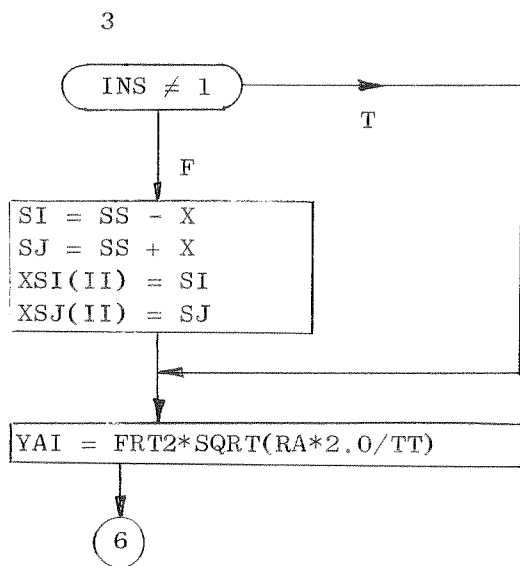 3
INS ≠ 1
T
F
SI = SS - X
SJ = SS + X
XSI(II) = SI
XSJ(II) = SJ
YAI = FRT2*SQRT(RA*2.0/TT)
6